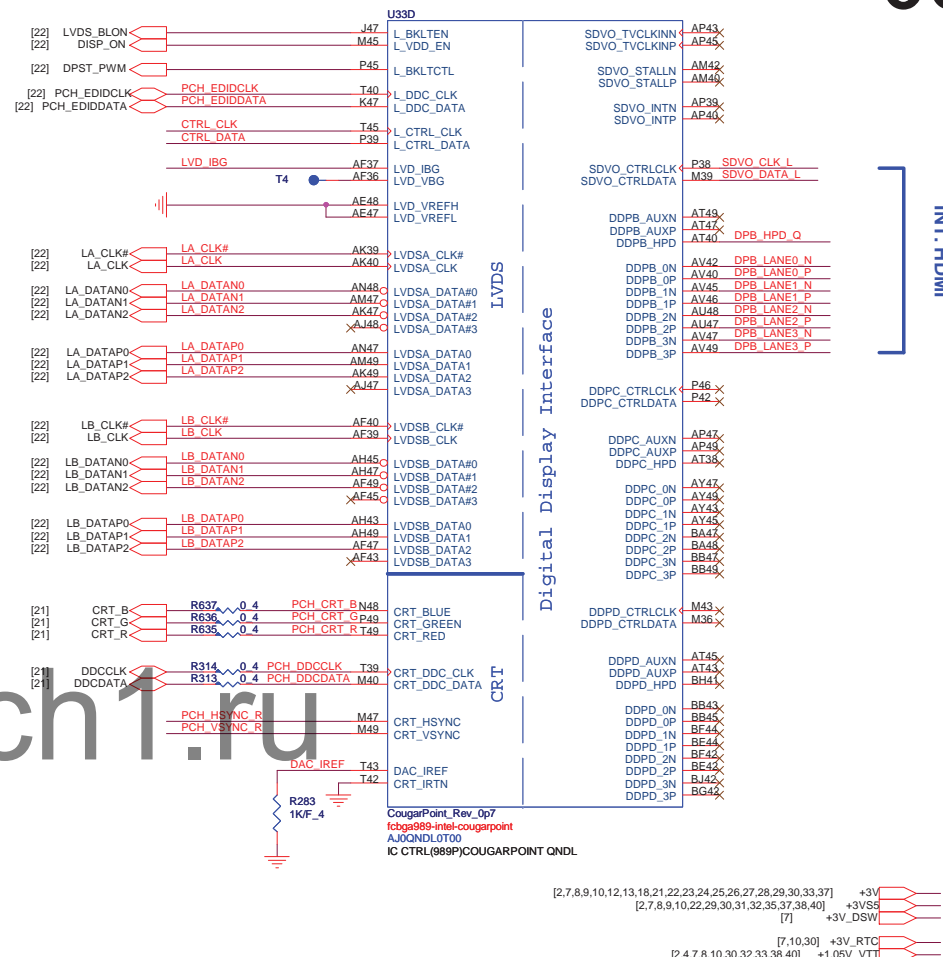 U33D
[22] LVDS_BLON J47 L_BKLTEN SDVO_TVCLKINN AP43
[22] DISP_ON M45 L_VDD_EN SDVO_TVCLKINP AP45
[22] DPST_PWM P45 L_BKLTCTL SDVO_STALLN AM42
SDVO_STALLP AM40
[22] PCH_EDIDCLK PCH_EDIDCLK T40 L_DDC_CLK
[22] PCH_EDIDDATA PCH_EDIDDATA K47 L_DDC_DATA SDVO_INTN AP39
SDVO_INTP AP40
CTRL_CLK T45 L_CTRL_CLK
CTRL_DATA P39 L_CTRL_DATA
LVD_IBG AF37 LVD_IBG SDVO_CTRLCLK P38 SDVO_CLK_L
T4 AF36 LVD_VBG SDVO_CTRLDATA M39 SDVO_DATA_L
AE48 LVD_VREFH
AE47 LVD_VREFL DDPB_AUXN AT49
DDPB_AUXP AT47
DDPB_HPD AT40 DPB_HPD_Q
INT. HDMI
[22] LA_CLK# LA_CLK# AK39 LVDSA_CLK#
[22] LA_CLK LA_CLK AK40 LVDSA_CLK DDPB_0N AV42 DPB_LANE0_N
DDPB_0P AV40 DPB_LANE0_P
[22] LA_DATAN0 LA_DATAN0 AN48 LVDSA_DATA#0 DDPB_1N AV45 DPB_LANE1_N
[22] LA_DATAN1 LA_DATAN1 AM47 LVDSA_DATA#1 DDPB_1P AV46 DPB_LANE1_P
[22] LA_DATAN2 LA_DATAN2 AK47 LVDSA_DATA#2 DDPB_2N AU48 DPB_LANE2_N
AJ48 LVDSA_DATA#3 DDPB_2P AU47 DPB_LANE2_P
DDPB_3N AV47 DPB_LANE3_N
[22] LA_DATAP0 LA_DATAP0 AN47 LVDSA_DATA0 DDPB_3P AV49 DPB_LANE3_P
[22] LA_DATAP1 LA_DATAP1 AM49 LVDSA_DATA1
[22] LA_DATAP2 LA_DATAP2 AK49 LVDSA_DATA2
AJ47 LVDSA_DATA3 DDPC_CTRLCLK P46
DDPC_CTRLDATA P42
LVDS
Digital Display Interface
[22] LB_CLK# LB_CLK# AF40 LVDSB_CLK#
[22] LB_CLK LB_CLK AF39 LVDSB_CLK DDPC_AUXN AP47
DDPC_AUXP AP49
[22] LB_DATAN0 LB_DATAN0 AH45 LVDSB_DATA#0 DDPC_HPD AT38
[22] LB_DATAN1 LB_DATAN1 AH47 LVDSB_DATA#1
[22] LB_DATAN2 LB_DATAN2 AF49 LVDSB_DATA#2 DDPC_0N AY47
AF45 LVDSB_DATA#3 DDPC_0P AY49
DDPC_1N AY43
[22] LB_DATAP0 LB_DATAP0 AH43 LVDSB_DATA0 DDPC_1P AY45
[22] LB_DATAP1 LB_DATAP1 AH49 LVDSB_DATA1 DDPC_2N BA47
[22] LB_DATAP2 LB_DATAP2 AF47 LVDSB_DATA2 DDPC_2P BA48
AF43 LVDSB_DATA3 DDPC_3N BB47
DDPC_3P BB49
[21] CRT_B R637 0_4 PCH_CRT_B N48 CRT_BLUE DDPD_CTRLCLK M43
[21] CRT_G R636 0_4 PCH_CRT_G P49 CRT_GREEN DDPD_CTRLDATA M36
[21] CRT_R R635 0_4 PCH_CRT_R T49 CRT_RED
DDPD_AUXN AT45
[21] DDCCLK R314 0_4 PCH_DDCCLK T39 CRT_DDC_CLK DDPD_AUXP AT43
[21] DDCDATA R313 0_4 PCH_DDCDATA M40 CRT_DDC_DATA DDPD_HPD BH41
CRT
ch1.ru
PCH_HSYNC_R M47 CRT_HSYNC DDPD_0N BB43
PCH_VSYNC_R M49 CRT_VSYNC DDPD_0P BB45
DDPD_1N BF44
DDPD_1P BE44
DDPD_2N BF42
DAC_IREF T43 DAC_IREF DDPD_2P BE42
T42 CRT_IRTN DDPD_3N BJ42
DDPD_3P BG42
R283
1K/F_4
CougarPoint_Rev_0p7
fcbga989-intel-cougarpoint
AJ0QNDL0T00
IC CTRL(989P)COUGARPOINT QNDL
[2,7,8,9,10,12,13,18,21,22,23,24,25,26,27,28,29,30,33,37] +3V
[2,7,8,9,10,22,29,30,31,32,35,37,38,40] +3VS5
[7] +3V_DSW
[7,10,30] +3V_RTC
[2,4,7,8,10,30,32,33,38,40] +1.05V_VTT